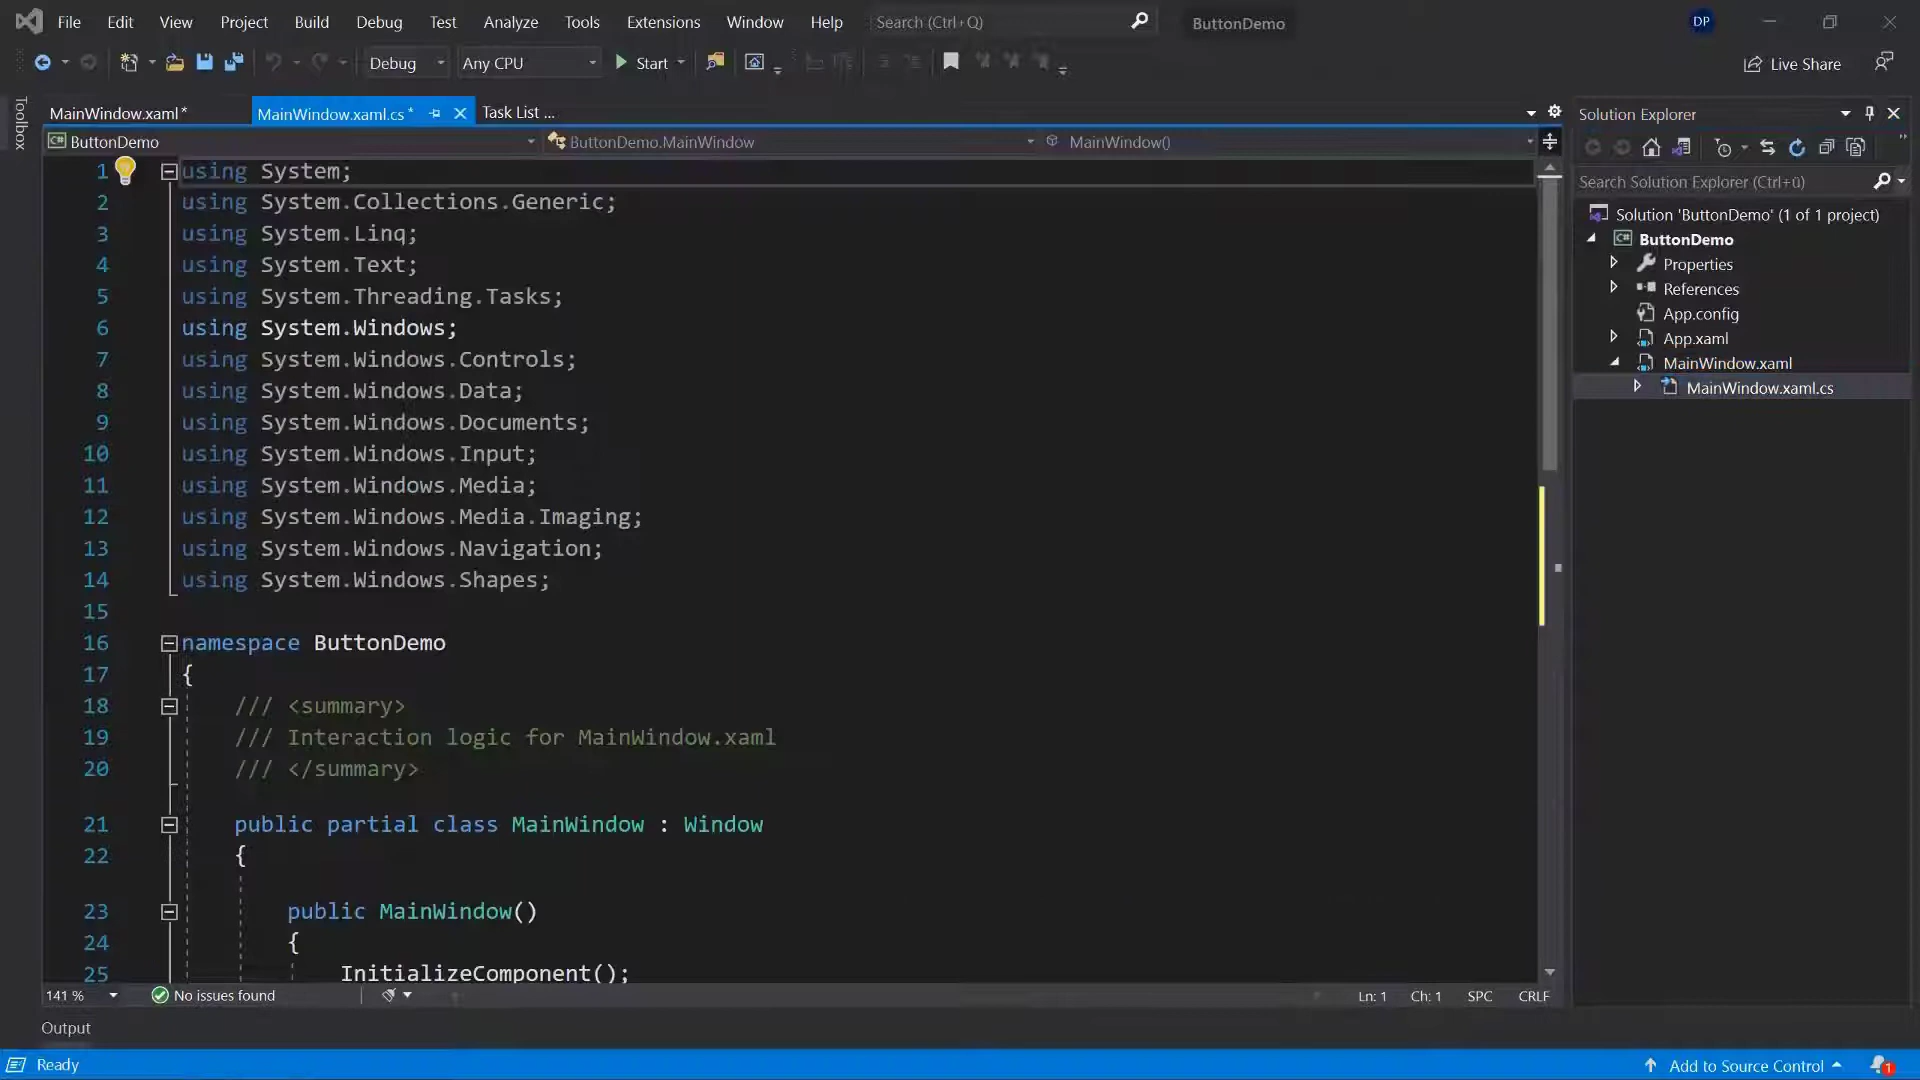 File Edit View Project Build Debug Test Analyze Tools Extensions Window Help Search (Ctrl+Q) ButtonDemo DP
Debug Any CPU Start Live Share
Toolbox
MainWindow.xaml* MainWindow.xaml.cs* Task List ...
ButtonDemo ButtonDemo.MainWindow MainWindow()
1 using System;
2 using System.Collections.Generic;
3 using System.Linq;
4 using System.Text;
5 using System.Threading.Tasks;
6 using System.Windows;
7 using System.Windows.Controls;
8 using System.Windows.Data;
9 using System.Windows.Documents;
10 using System.Windows.Input;
11 using System.Windows.Media;
12 using System.Windows.Media.Imaging;
13 using System.Windows.Navigation;
14 using System.Windows.Shapes;
15
16 namespace ButtonDemo
17 {
18 /// <summary>
19 /// Interaction logic for MainWindow.xaml
20 /// </summary>
21 public partial class MainWindow : Window
22 {
23 public MainWindow()
24 {
25 InitializeComponent();
141 % No issues found Ln: 1 Ch: 1 SPC CRLF
Solution Explorer
Search Solution Explorer (Ctrl+ü)
Solution 'ButtonDemo' (1 of 1 project)
C# ButtonDemo
Properties
References
App.config
App.xaml
MainWindow.xaml
MainWindow.xaml.cs
Output
Ready Add to Source Control 1